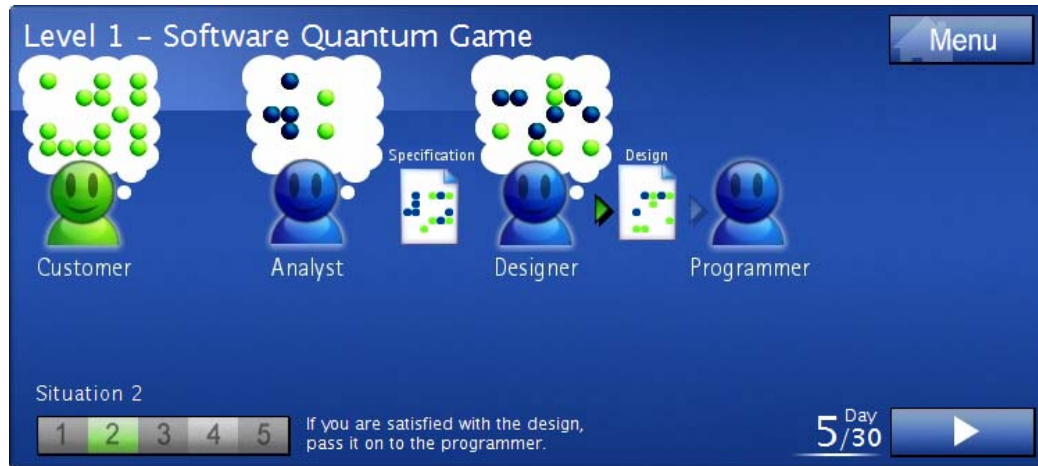 Level 1 – Software Quantum Game
Menu
Specification
Design
Customer
Analyst
Designer
Programmer
Situation 2
1 2 3 4 5
If you are satisfied with the design,
pass it on to the programmer.
5/30 Day